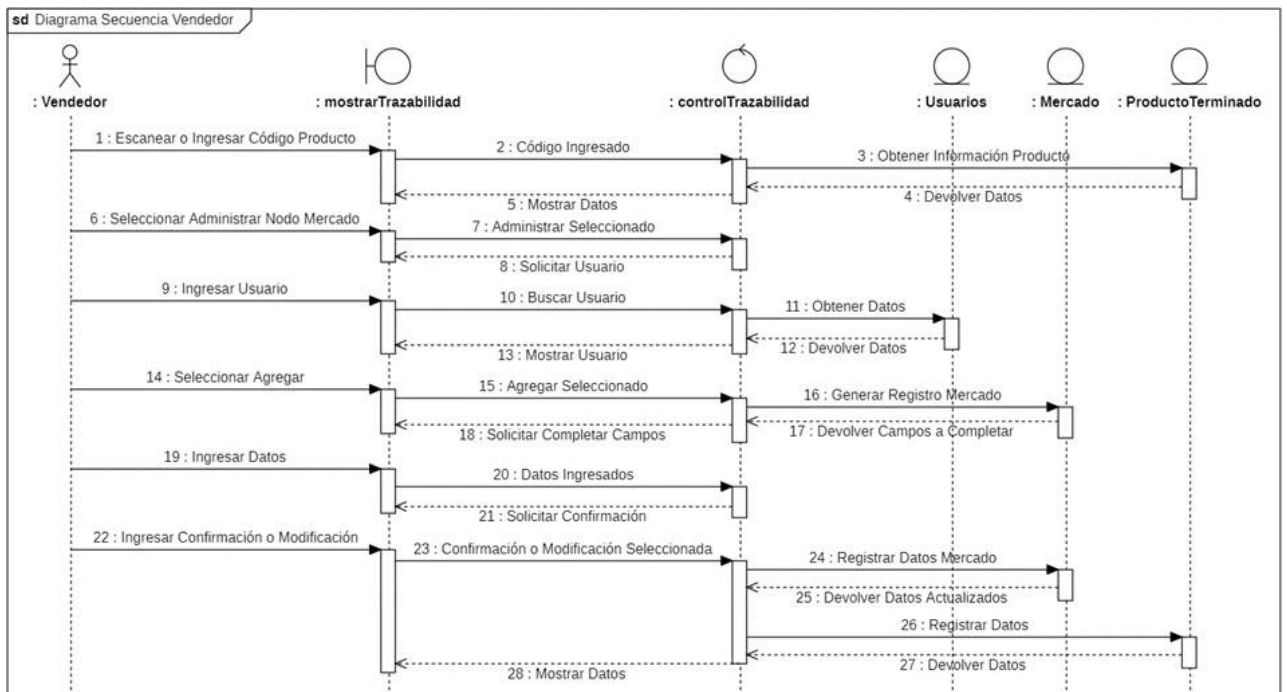 sd Diagrama Secuencia Vendedor
: Vendedor
: mostrarTrazabilidad
: controlTrazabilidad
: Usuarios
: Mercado
: ProductoTerminado
1 : Escanear o Ingresar Código Producto
2 : Código Ingresado
3 : Obtener Información Producto
4 : Devolver Datos
5 : Mostrar Datos
6 : Seleccionar Administrar Nodo Mercado
7 : Administrar Seleccionado
8 : Solicitar Usuario
9 : Ingresar Usuario
10 : Buscar Usuario
11 : Obtener Datos
12 : Devolver Datos
13 : Mostrar Usuario
14 : Seleccionar Agregar
15 : Agregar Seleccionado
16 : Generar Registro Mercado
17 : Devolver Campos a Completar
18 : Solicitar Completar Campos
19 : Ingresar Datos
20 : Datos Ingresados
21 : Solicitar Confirmación
22 : Ingresar Confirmación o Modificación
23 : Confirmación o Modificación Seleccionada
24 : Registrar Datos Mercado
25 : Devolver Datos Actualizados
26 : Registrar Datos
27 : Devolver Datos
28 : Mostrar Datos